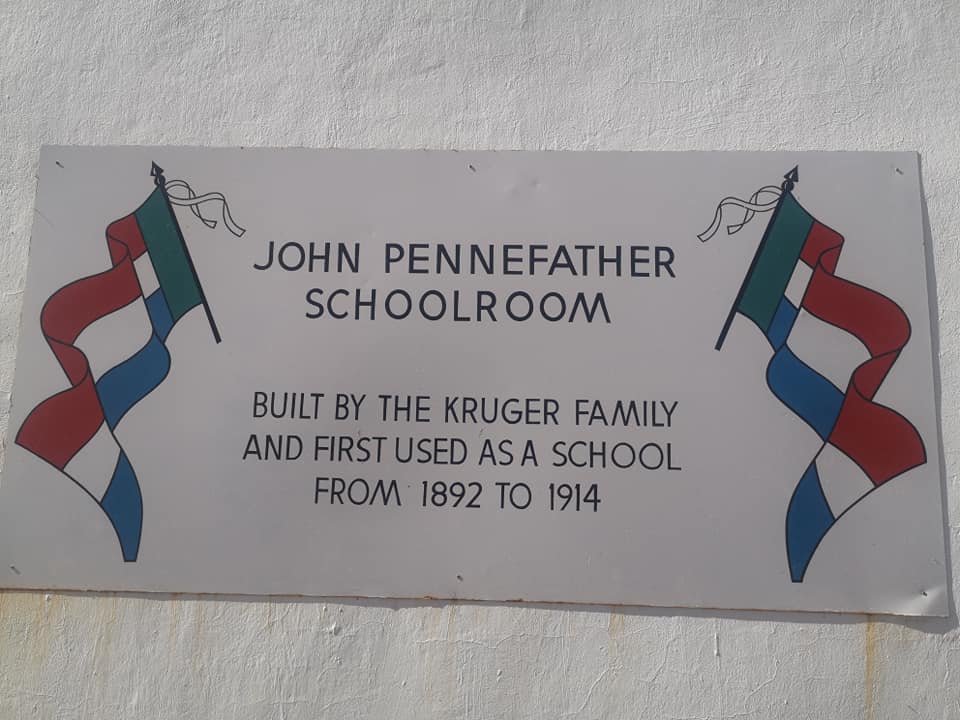 JOHN PENNEFATHER
SCHOOLROOM
BUILT BY THE KRUGER FAMILY
AND FIRST USED AS A SCHOOL
FROM 1892 TO 1914